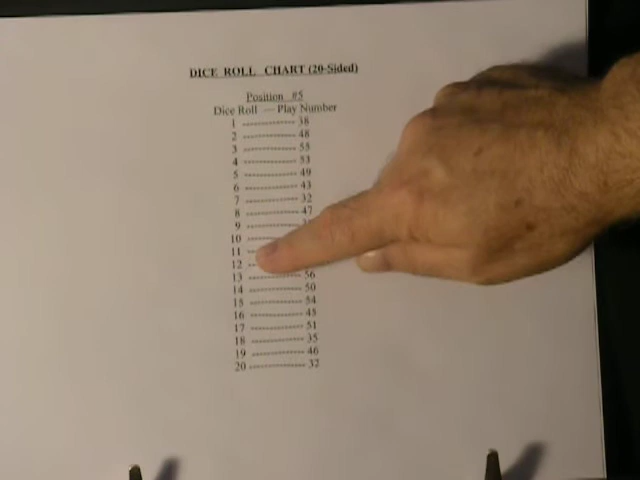 DICE ROLL CHART (20-Sided)
Position #5
Dice Roll — Play Number
1 ---------------- 38
2 ---------------- 48
3 ---------------- 55
4 ---------------- 53
5 ---------------- 49
6 ---------------- 43
7 ---------------- 32
8 ---------------- 47
9 ----------------
10 ----------------
11 --
12 --
13 ---------------- 56
14 ---------------- 50
15 ---------------- 54
16 ---------------- 45
17 ---------------- 51
18 ---------------- 35
19 ---------------- 46
20 ---------------- 37